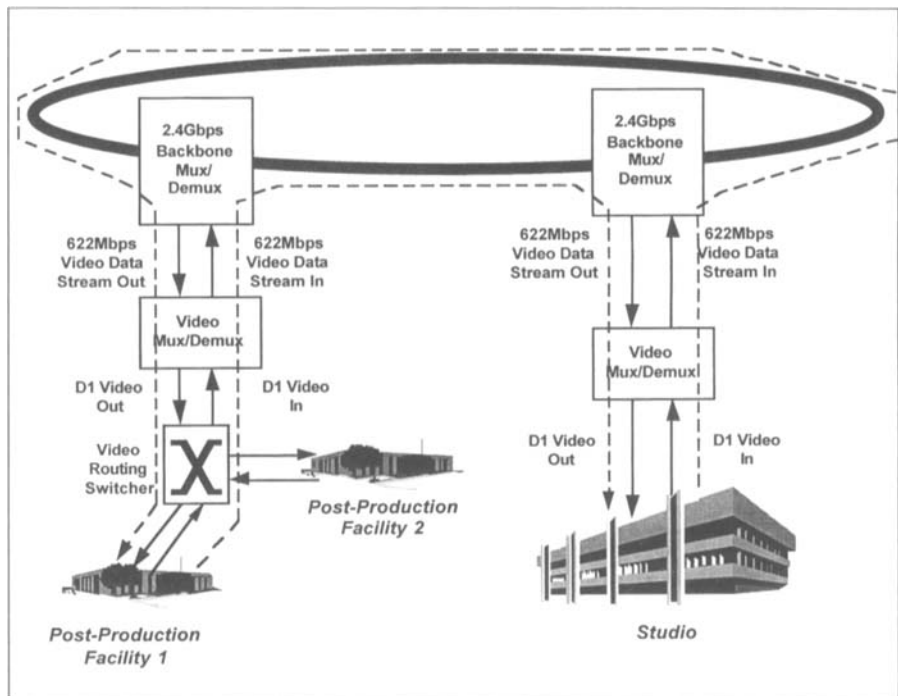 2.4Gbps
Backbone
Mux/
Demux
2.4Gbps
Backbone
Mux/
Demux
622Mbps
Video Data
Stream Out
622Mbps
Video Data
Stream In
622Mbps
Video Data
Stream Out
622Mbps
Video Data
Stream In
Video
Mux/Demux
Video
Mux/Demux
D1 Video
Out
D1 Video
In
D1 Video
Out
D1 Video
In
Video
Routing
Switcher
Post-Production
Facility 2
Post-Production
Facility 1
Studio